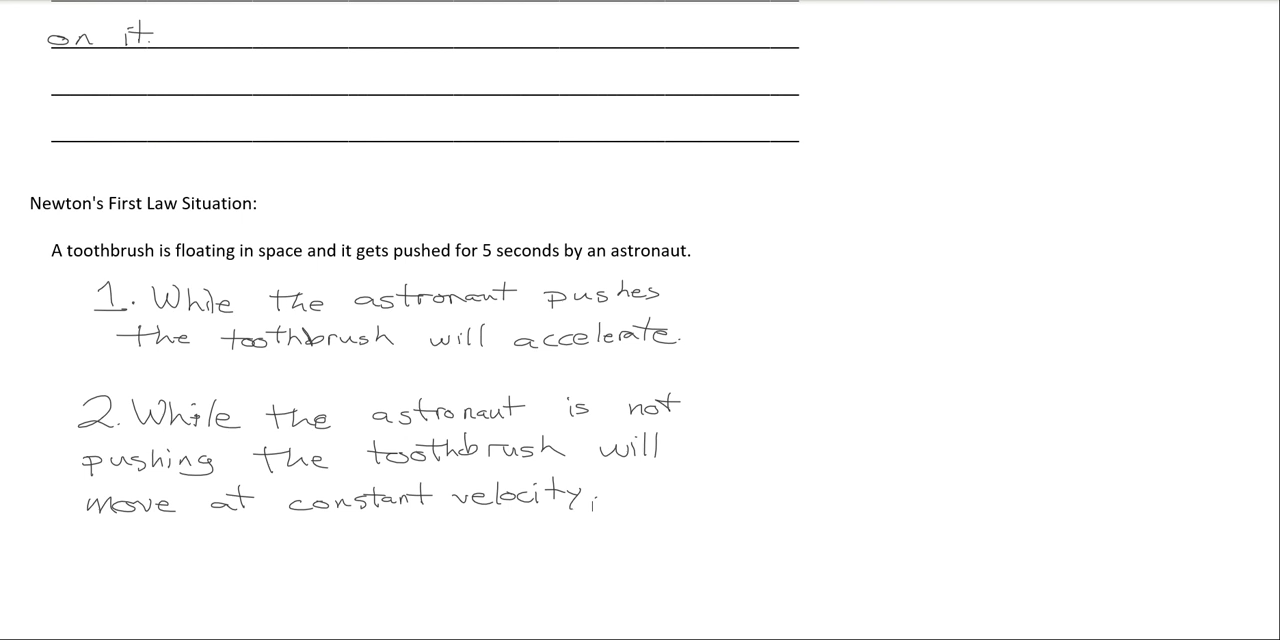 on it.
Newton's First Law Situation:
A toothbrush is floating in space and it gets pushed for 5 seconds by an astronaut.
1. While the astronaut pushes
the toothbrush will accelerate.
2. While the astronaut is not
pushing the toothbrush will
move at constant velocity,